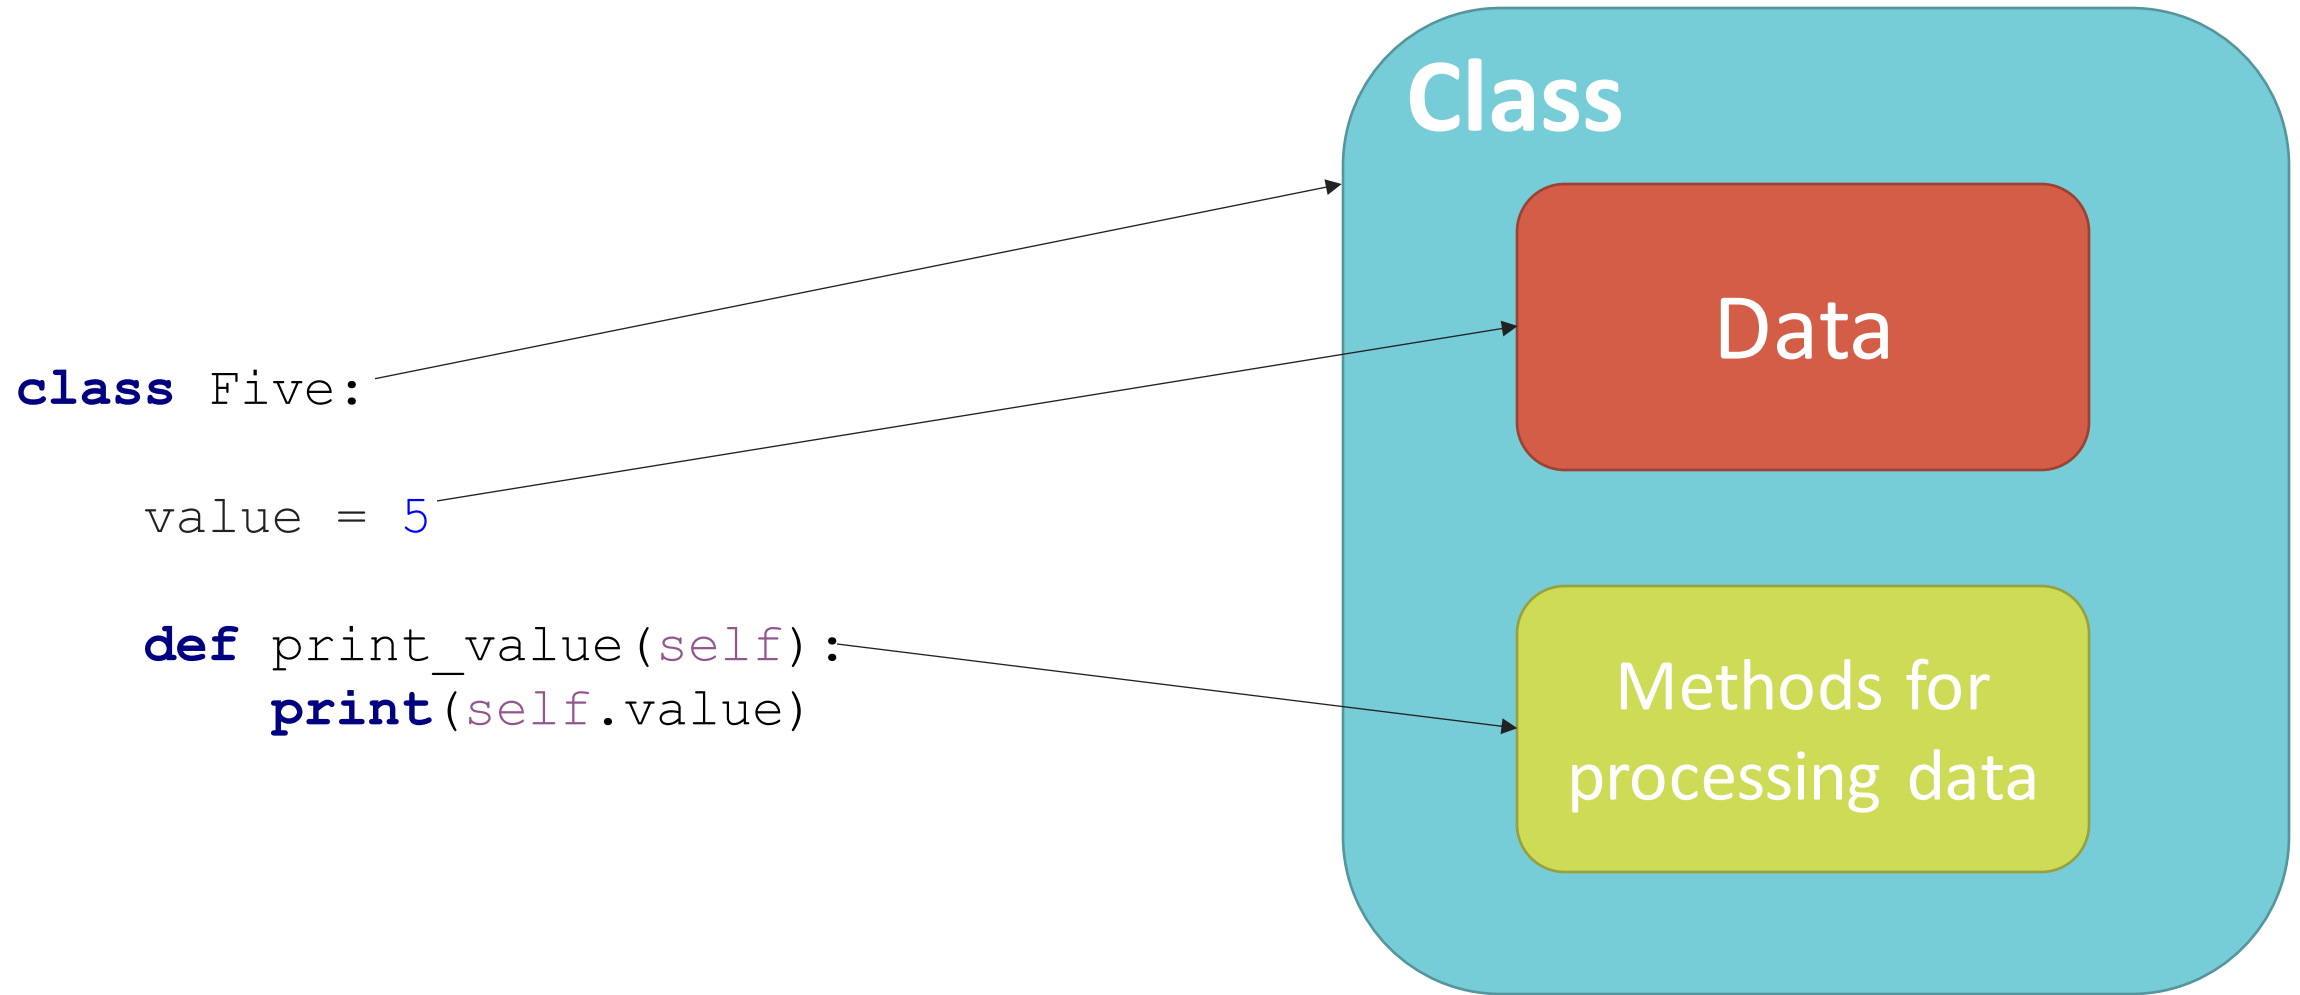 class Five:
value = 5
def print_value(self):
print(self.value)
Class
Data
Methods for
processing data